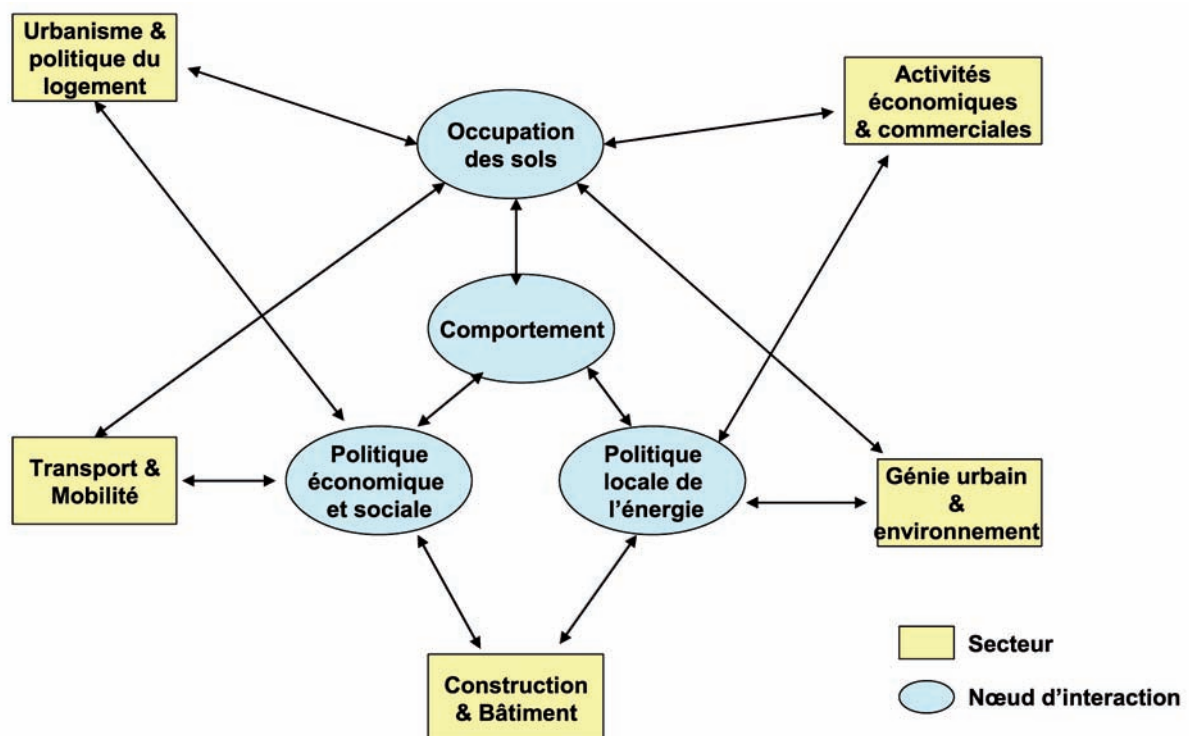 Urbanisme &
politique du
logement
Activités
économiques
& commerciales
Occupation
des sols
Comportement
Transport &
Mobilité
Politique
économique
et sociale
Politique
locale de
l'énergie
Génie urbain
&
environnement
Construction
& Bâtiment
Secteur
Nœud d'interaction